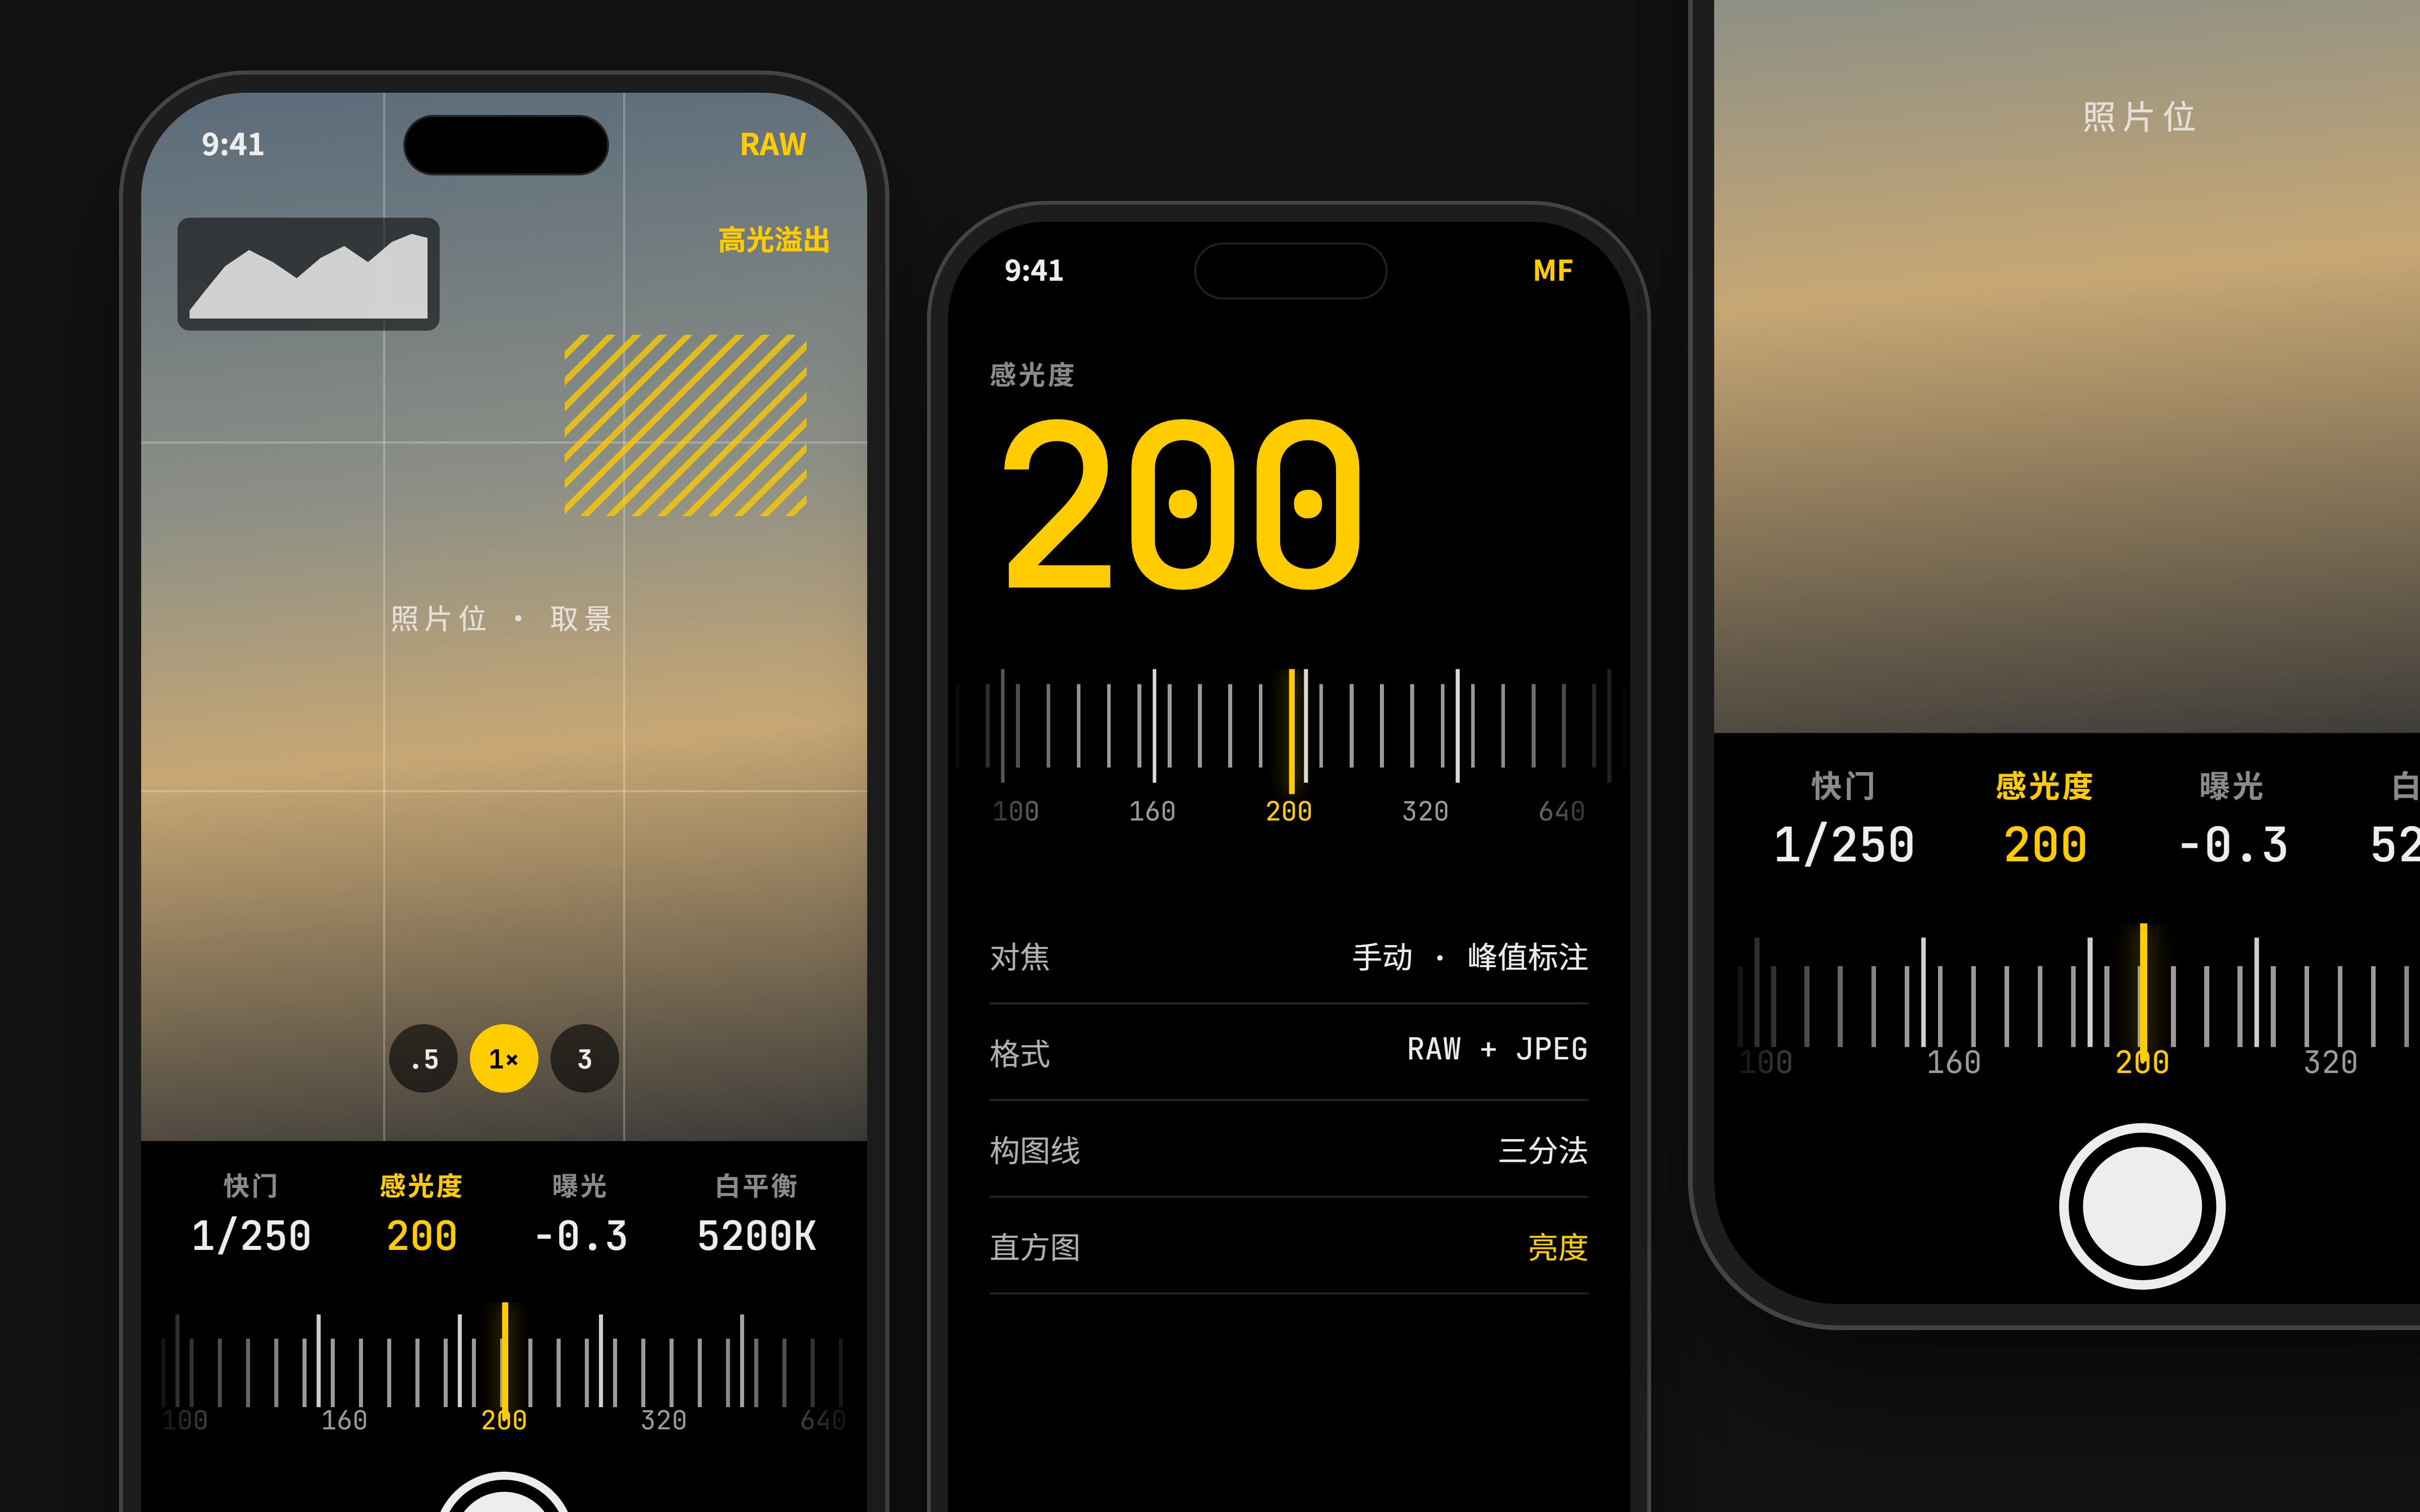 9:41
RAW
高光溢出
照片位 · 取景
.5 1× 3
快门 感光度 曝光 白平衡
1/250 200 -0.3 5200K
100 160 200 320 640
9:41
MF
感光度
200
100 160 200 320 640
对焦 手动 · 峰值标注
格式 RAW + JPEG
构图线 三分法
直方图 亮度
照片位
快门 感光度 曝光 白
1/250 200 -0.3 52
100 160 200 320